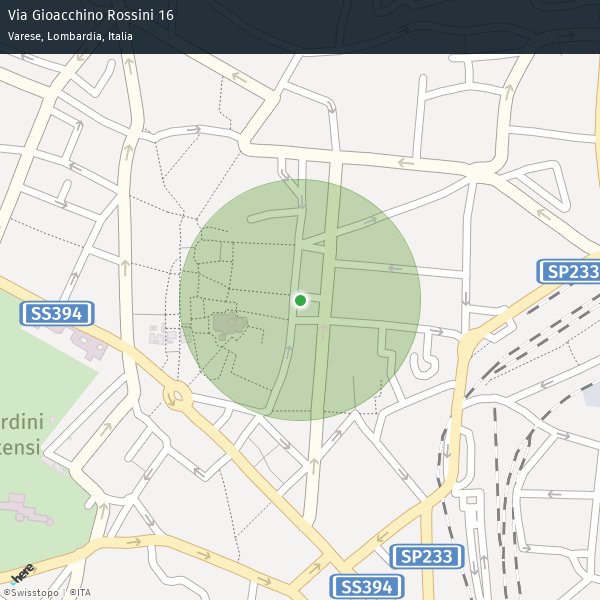 Via Gioacchino Rossini 16
Varese, Lombardia, Italia
SP233
SS394
rdini
tensi
SP233
SS394
here
©Swisstopo | ©ITA